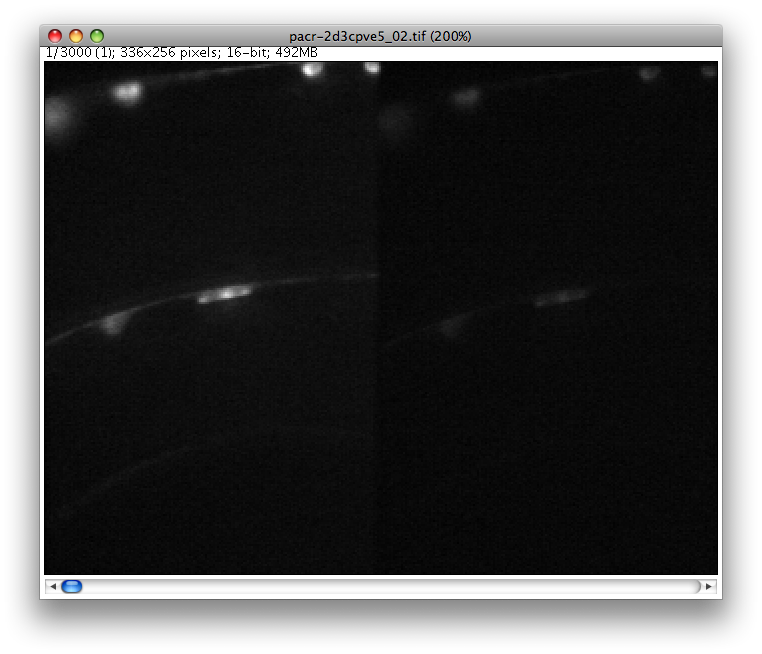 pacr-2d3cpve5_02.tif (200%)
1/3000 (1); 336x256 pixels; 16-bit; 492MB